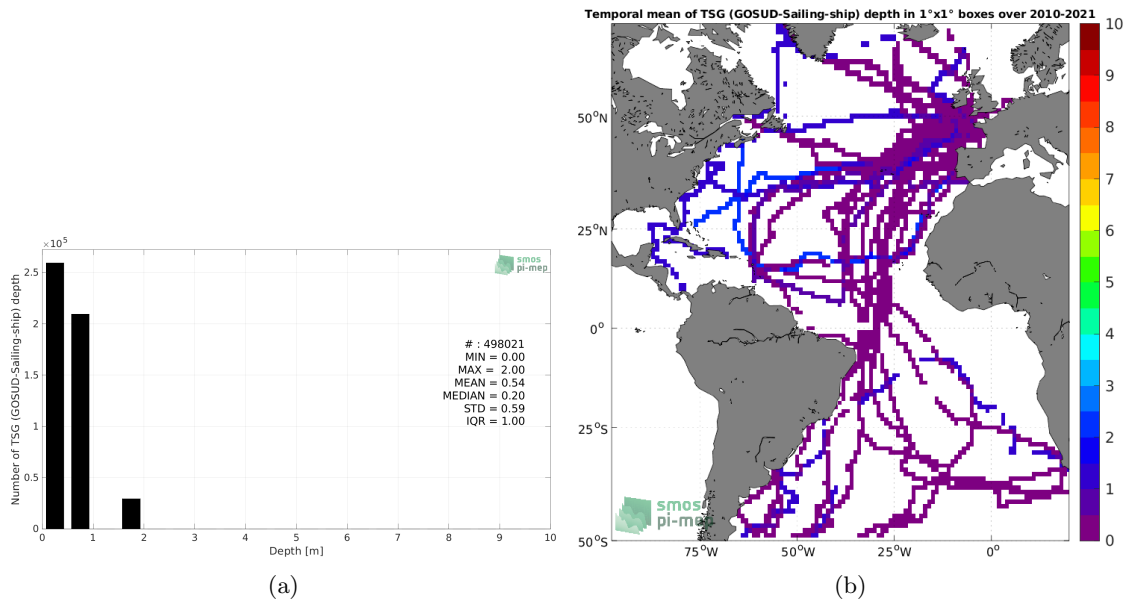 Temporal mean of TSG (GOSUD-Sailing-ship) depth in 1°x1° boxes over 2010-2021
×10⁵
2.5
2
1.5
1
0.5
0
Number of TSG (GOSUD-Sailing-ship) depth
smos
pi-mep
# : 498021
MIN = 0.00
MAX = 2.00
MEAN = 0.54
MEDIAN = 0.20
STD = 0.59
IQR = 1.00
0 1 2 3 4 5 6 7 8 9 10
Depth [m]
(a)
50°N
25°N
0°
25°S
50°S
75°W 50°W 25°W 0°
smos
pi-mep
10
9
8
7
6
5
4
3
2
1
0
(b)